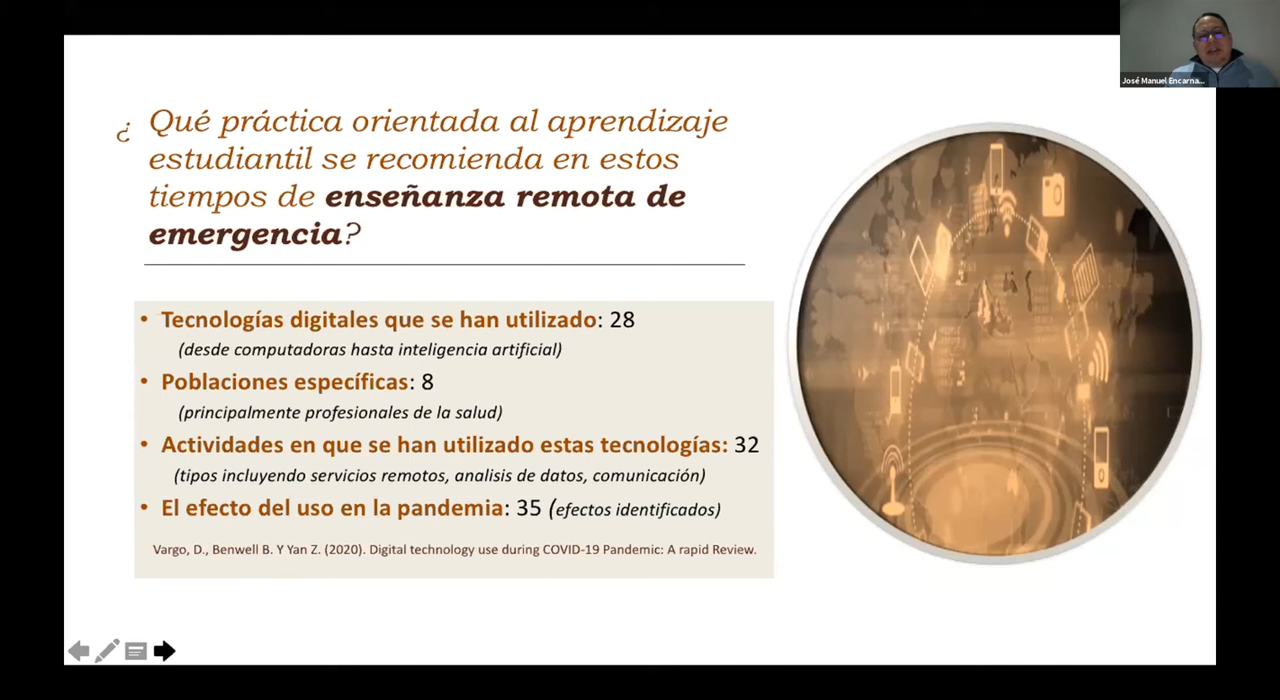 José Manuel Encarna...
¿ Qué práctica orientada al aprendizaje
estudiantil se recomienda en estos
tiempos de enseñanza remota de
emergencia?
• Tecnologías digitales que se han utilizado: 28
(desde computadoras hasta inteligencia artificial)
• Poblaciones específicas: 8
(principalmente profesionales de la salud)
• Actividades en que se han utilizado estas tecnologías: 32
(tipos incluyendo servicios remotos, analisis de datos, comunicación)
• El efecto del uso en la pandemia: 35 (efectos identificados)
Vargo, D., Benwell B. Y Yan Z. (2020). Digital technology use during COVID-19 Pandemic: A rapid Review.